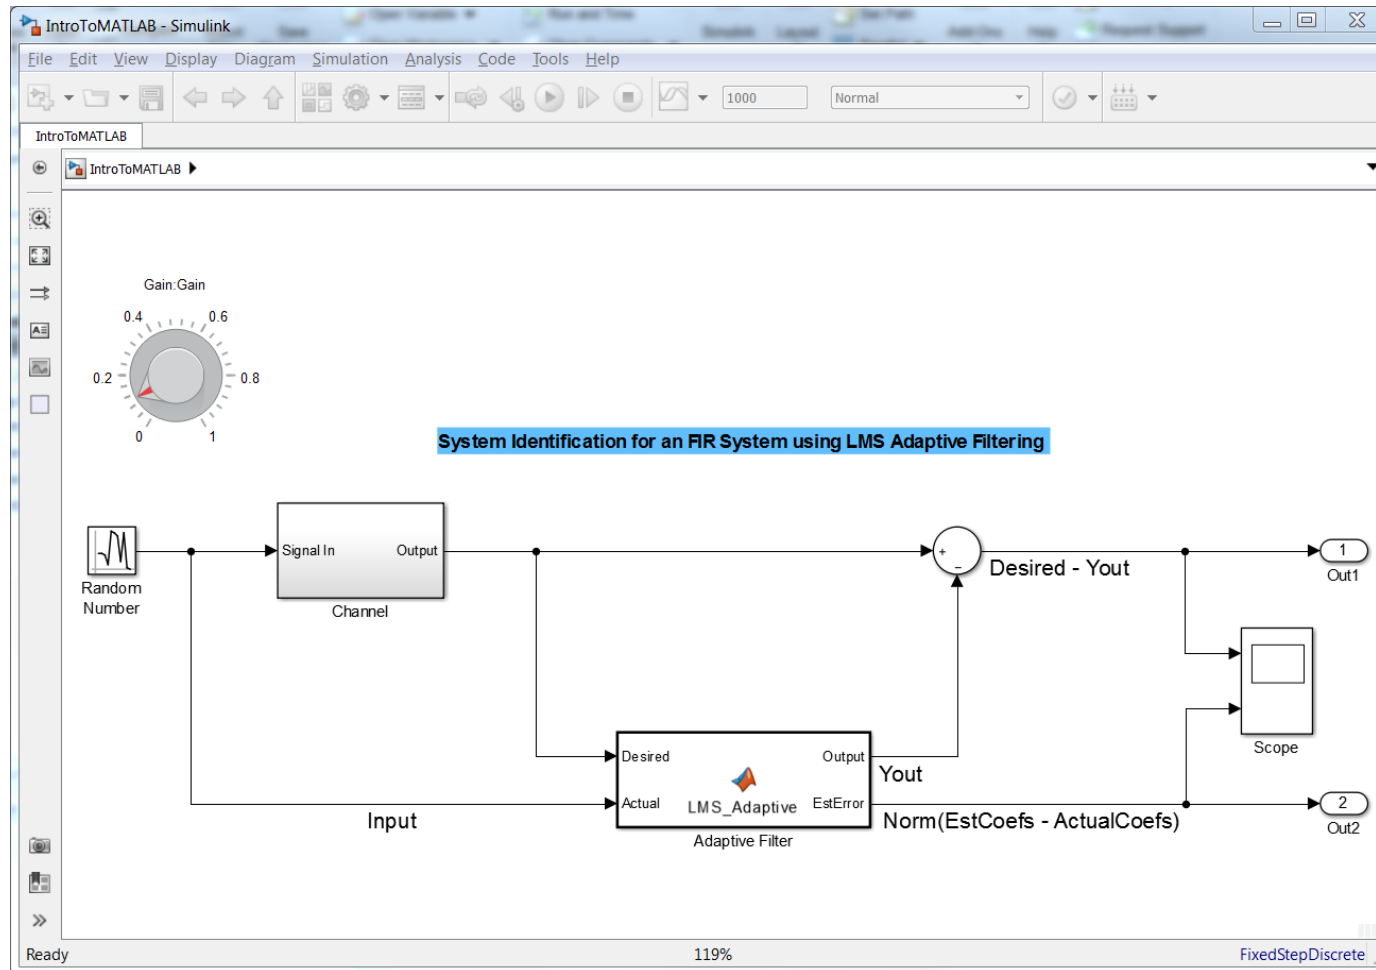 IntroToMATLAB - Simulink
File Edit View Display Diagram Simulation Analysis Code Tools Help
1000 Normal
IntroToMATLAB
IntroToMATLAB
Gain:Gain
0.4 0.6
0.2 0.8
0 1
System Identification for an FIR System using LMS Adaptive Filtering
Random
Number
Signal In Output
Channel
+
−
Desired - Yout
1
Out1
Scope
Desired Output
LMS_Adaptive
Actual EstError
Adaptive Filter
Yout
Input
Norm(EstCoefs - ActualCoefs)
2
Out2
Ready 119% FixedStepDiscrete